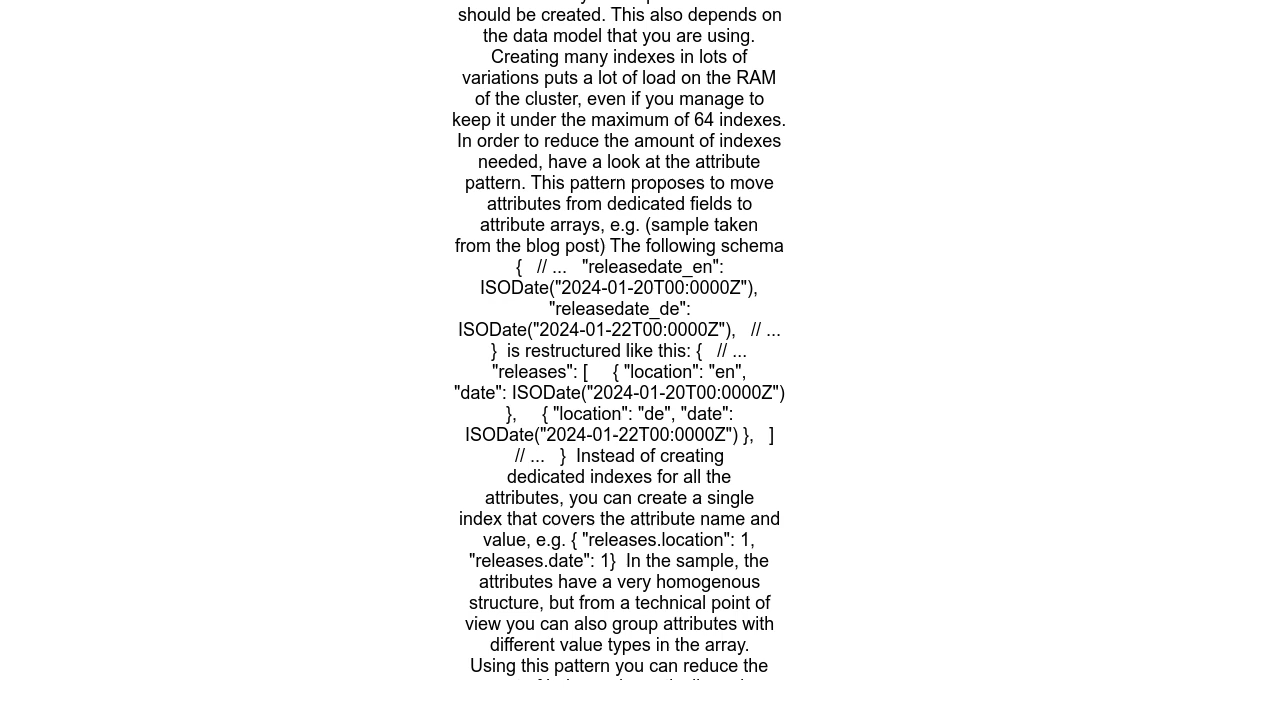 should be created. This also depends on
the data model that you are using.
Creating many indexes in lots of
variations puts a lot of load on the RAM
of the cluster, even if you manage to
keep it under the maximum of 64 indexes.
In order to reduce the amount of indexes
needed, have a look at the attribute
pattern. This pattern proposes to move
attributes from dedicated fields to
attribute arrays, e.g. (sample taken
from the blog post) The following schema
{   // ...   "releasedate_en":
ISODate("2024-01-20T00:0000Z"),
"releasedate_de":
ISODate("2024-01-22T00:0000Z"),   // ...
}  is restructured like this: {   // ...
"releases": [     { "location": "en",
"date": ISODate("2024-01-20T00:0000Z")
},     { "location": "de", "date":
ISODate("2024-01-22T00:0000Z") },   ]
// ...   }  Instead of creating
dedicated indexes for all the
attributes, you can create a single
index that covers the attribute name and
value, e.g. { "releases.location": 1,
"releases.date": 1}  In the sample, the
attributes have a very homogenous
structure, but from a technical point of
view you can also group attributes with
different value types in the array.
Using this pattern you can reduce the